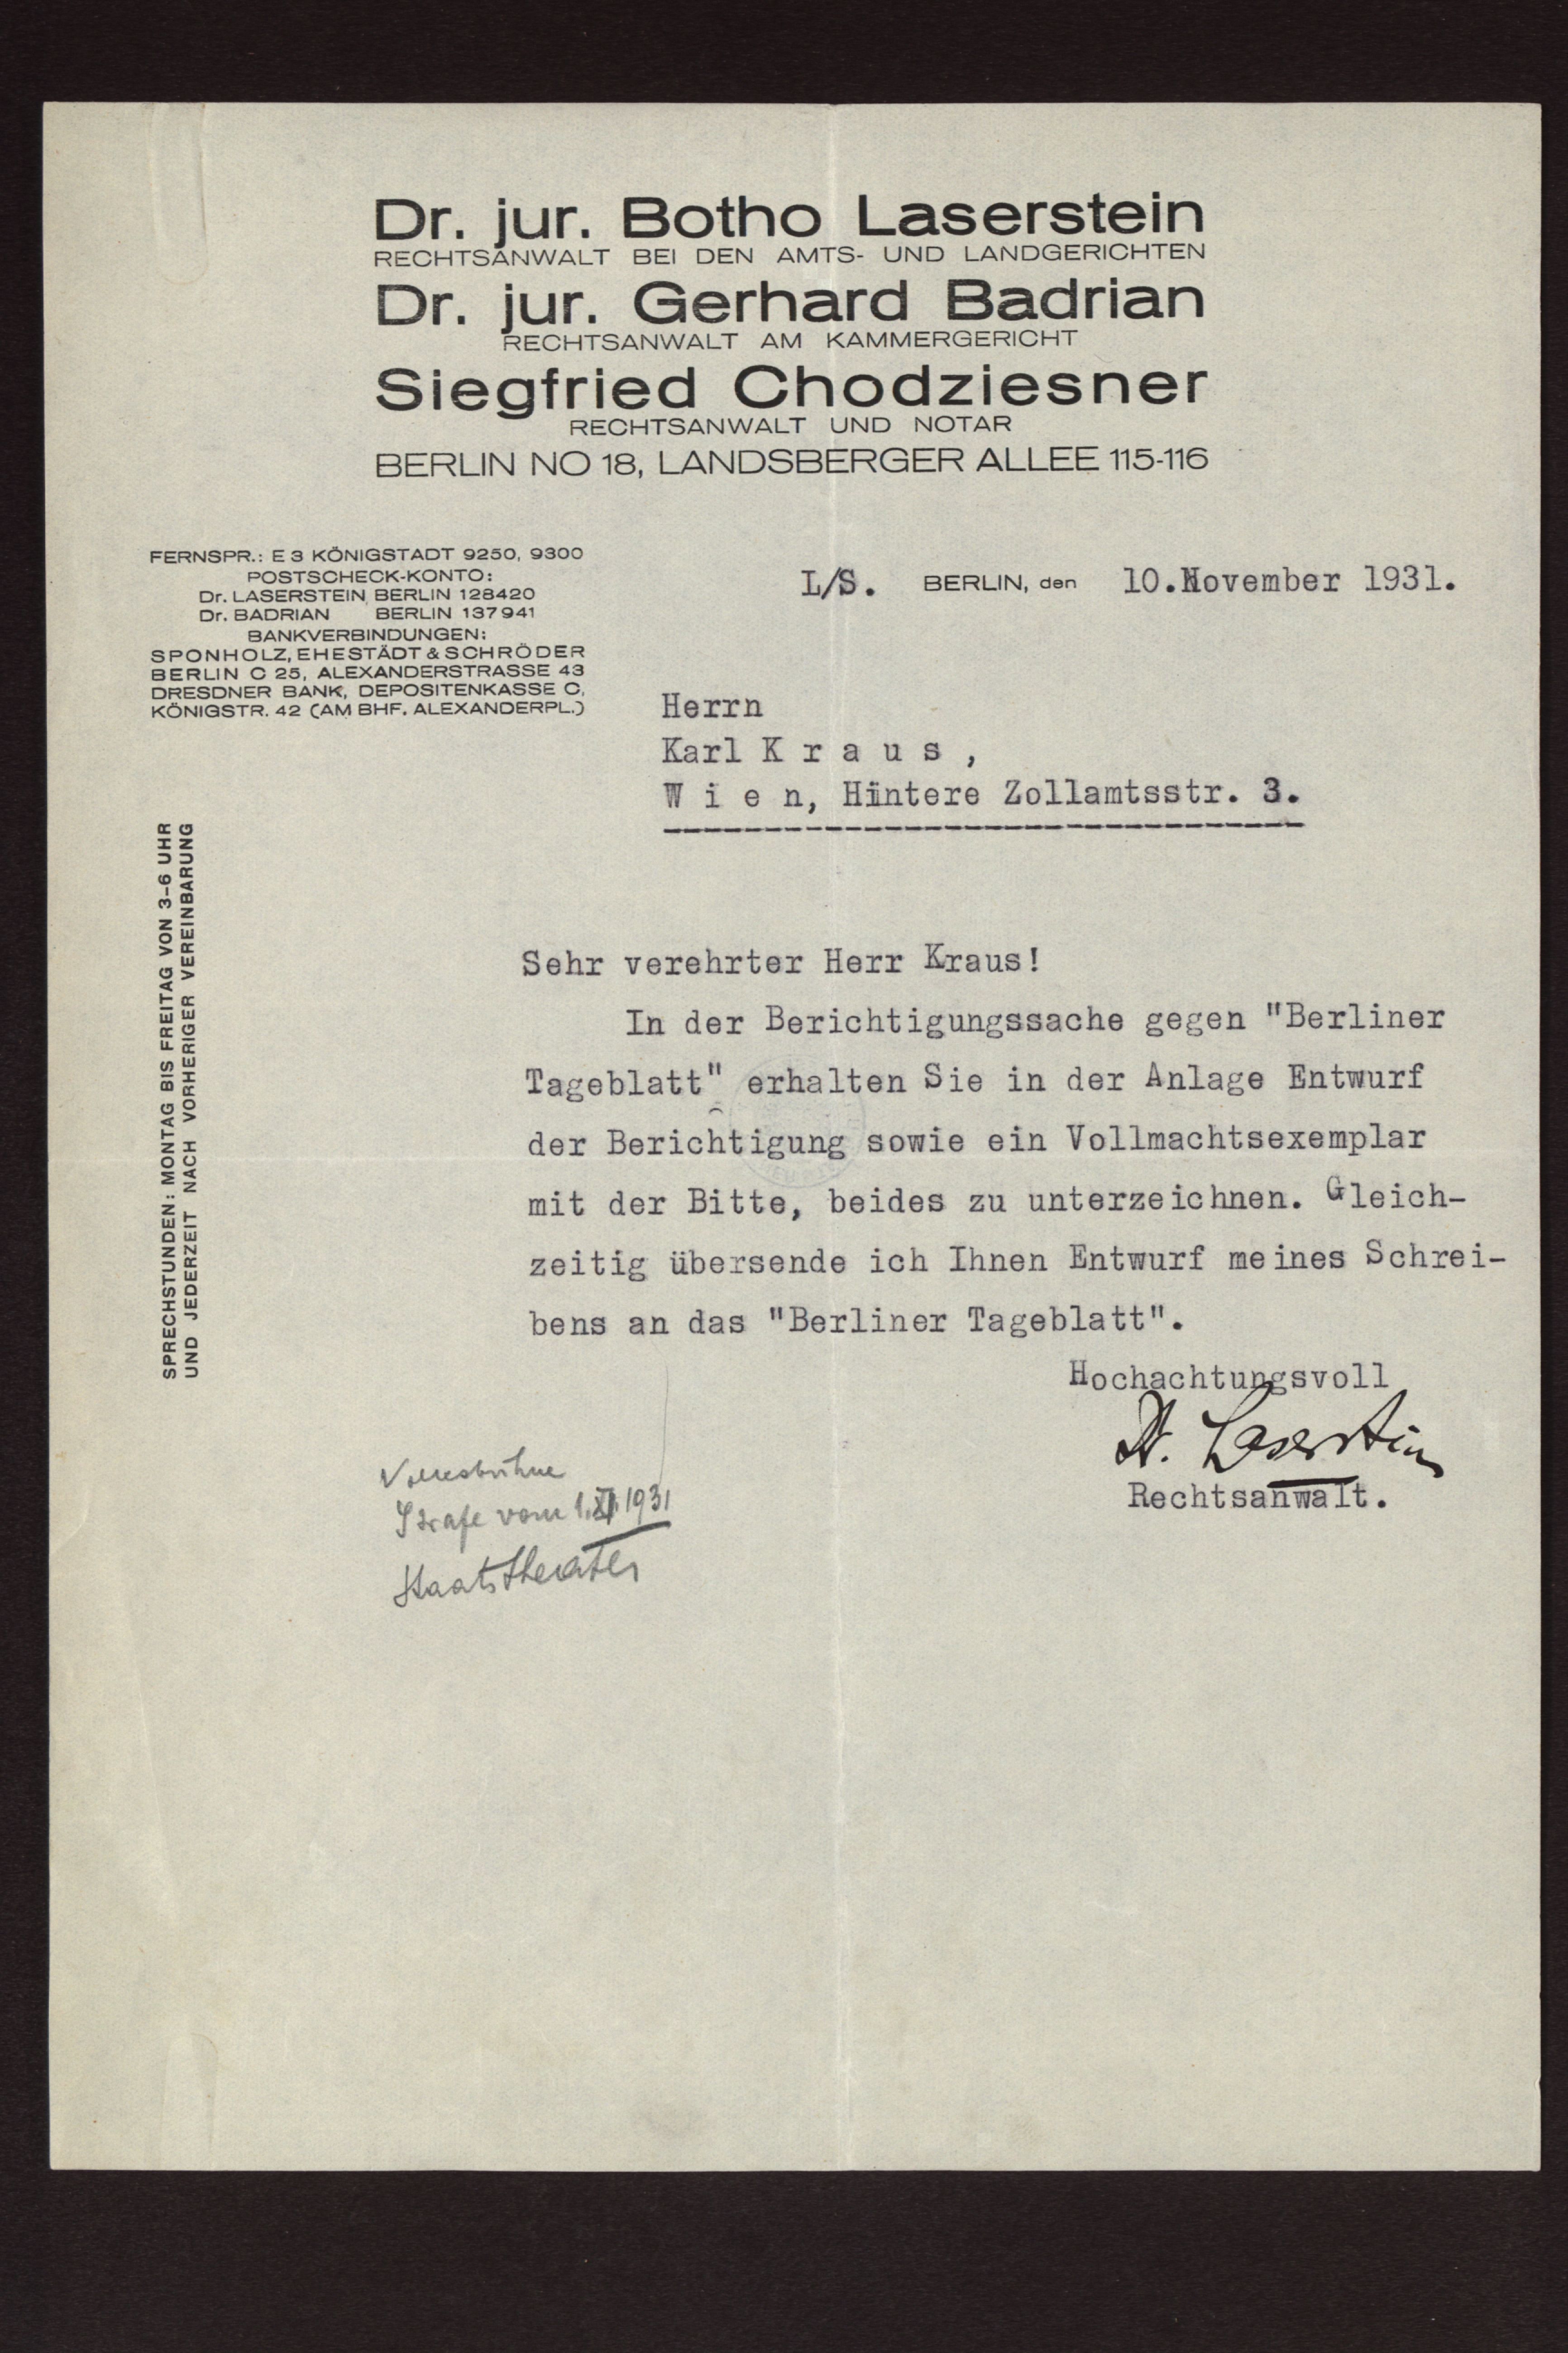 Dr. jur. Botho Laserstein
RECHTSANWALT BEI DEN AMTS- UND LANDGERICHTEN
Dr. jur. Gerhard Badrian
RECHTSANWALT AM KAMMERGERICHT
Siegfried Chodziesner
RECHTSANWALT UND NOTAR
BERLIN NO 18, LANDSBERGER ALLEE 115-116
FERNSPR.: E 3 KÖNIGSTADT 9250, 9300
POSTSCHECK-KONTO:
Dr. LASERSTEIN BERLIN 128420
Dr. BADRIAN BERLIN 137941
BANKVERBINDUNGEN:
SPONHOLZ, EHESTÄDT & SCHRÖDER
BERLIN C 25, ALEXANDERSTRASSE 43
DRESDNER BANK, DEPOSITENKASSE C,
KÖNIGSTR. 42 (AM BHF. ALEXANDERPL.)
SPRECHSTUNDEN: MONTAG BIS FREITAG VON 3-6 UHR
UND JEDERZEIT NACH VORHERIGER VEREINBARUNG
L/S. BERLIN, den 10.November 1931.
Herrn
Karl K r a u s ,
W i e n, Hintere Zollamtsstr. 3.
Sehr verehrter Herr Kraus!
In der Berichtigungssache gegen "Berliner
Tageblatt" erhalten Sie in der Anlage Entwurf
der Berichtigung sowie ein Vollmachtsexemplar
mit der Bitte, beides zu unterzeichnen. Gleich-
zeitig übersende ich Ihnen Entwurf meines Schrei-
bens an das "Berliner Tageblatt".
Hochachtungsvoll
Dr. Laserstein
Rechtsanwalt.
Volksbühne
vom 1.XI.1931
Staatstheater